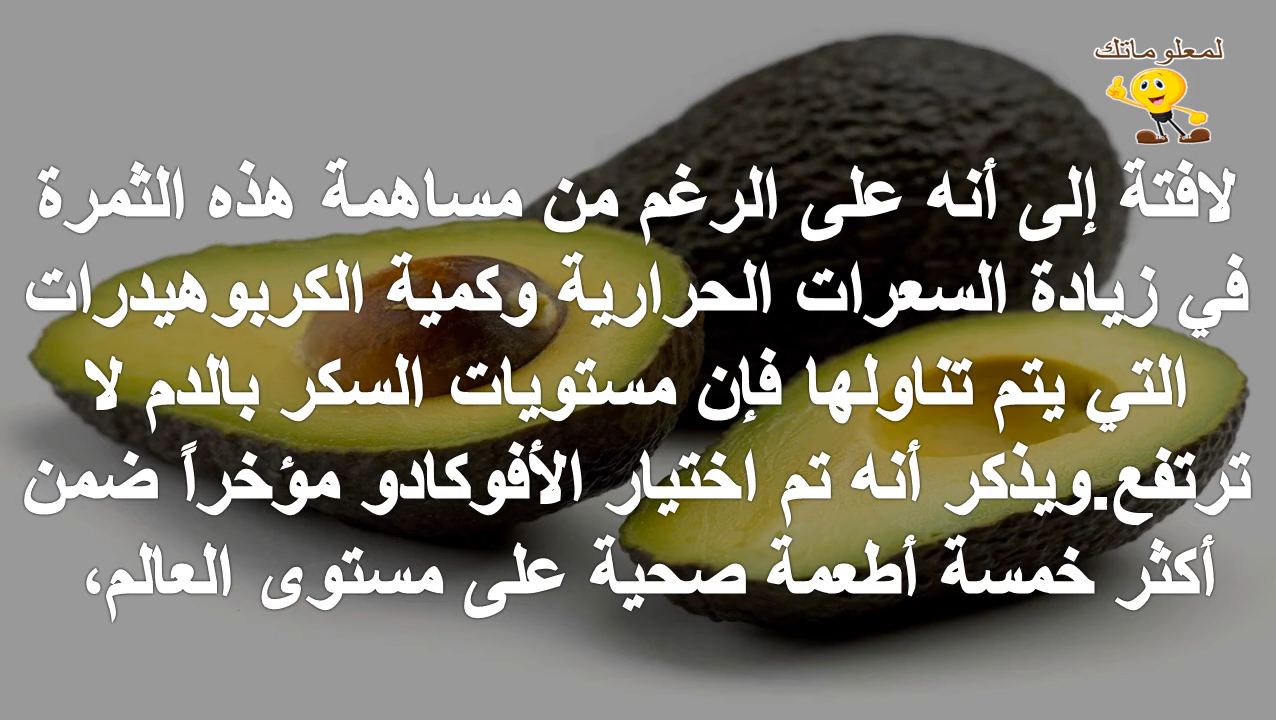 لمعلوماتك
لافتة إلى أنه على الرغم من مساهمة هذه الثمرة
في زيادة السعرات الحرارية وكمية الكربوهيدرات
التي يتم تناولها فإن مستويات السكر بالدم لا
ترتفع.ويذكر أنه تم اختيار الأفوكادو مؤخراً ضمن
أكثر خمسة أطعمة صحية على مستوى العالم،